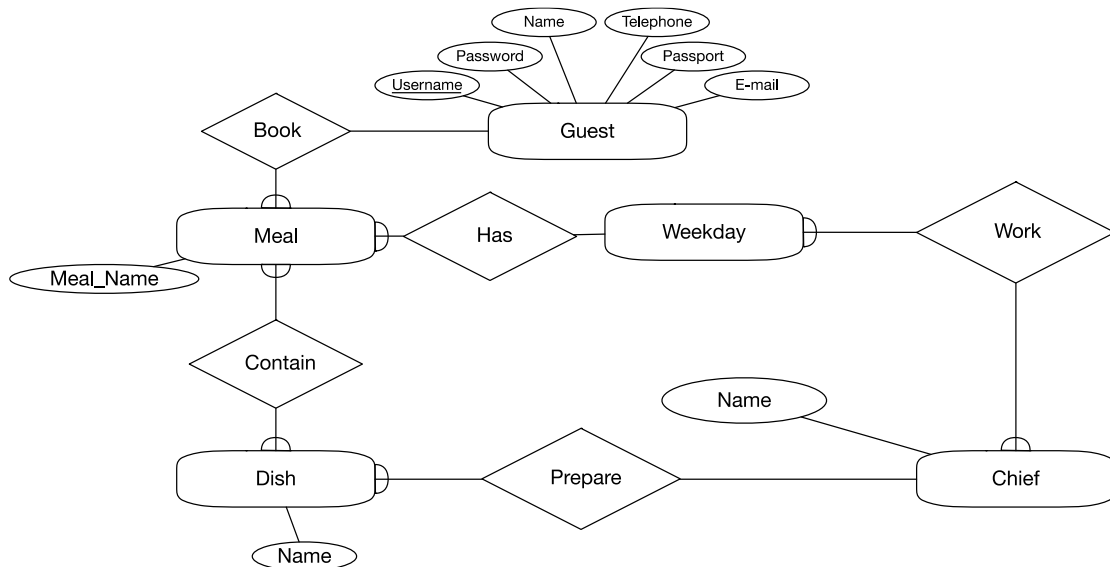 Name
Telephone
Password
Passport
Username
E-mail
Book
Guest
Meal
Has
Weekday
Work
Meal_Name
Contain
Name
Dish
Prepare
Chief
Name